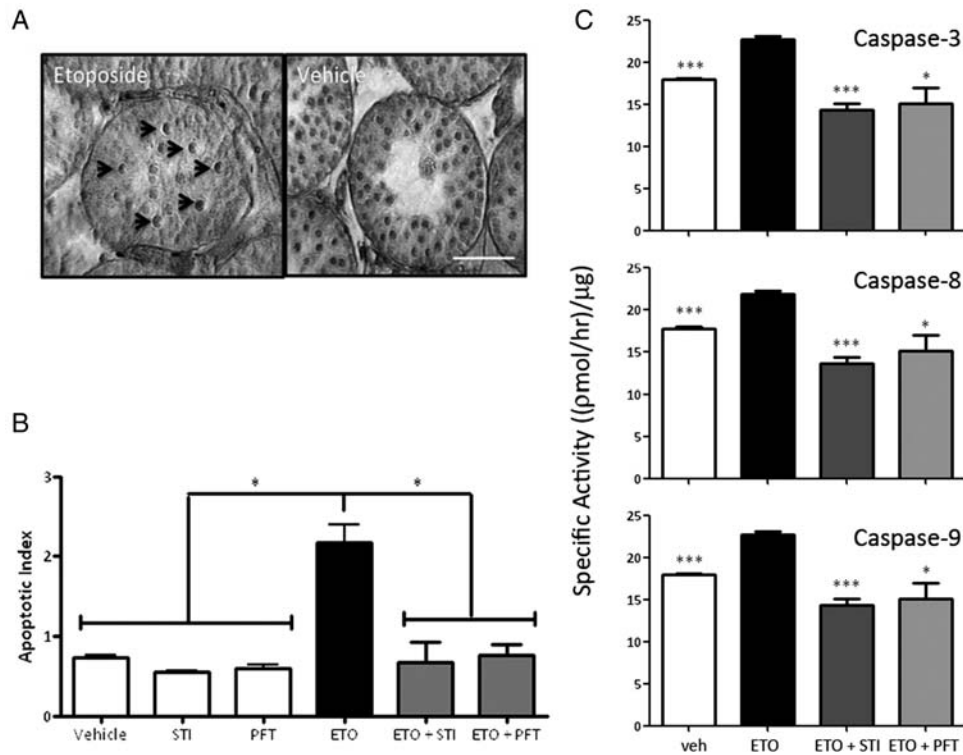 A
Etoposide
Vehicle
B
Apoptotic Index
3
2
1
0
*
*
Vehicle
STI
PFT
ETO
ETO + STI
ETO + PFT
C
Specific Activity ((ρmol/hr)/μg
Caspase-3
25
20
15
10
5
0
***
***
*
Caspase-8
25
20
15
10
5
0
***
***
*
Caspase-9
25
20
15
10
5
0
***
***
*
veh
ETO
ETO + STI
ETO + PFT